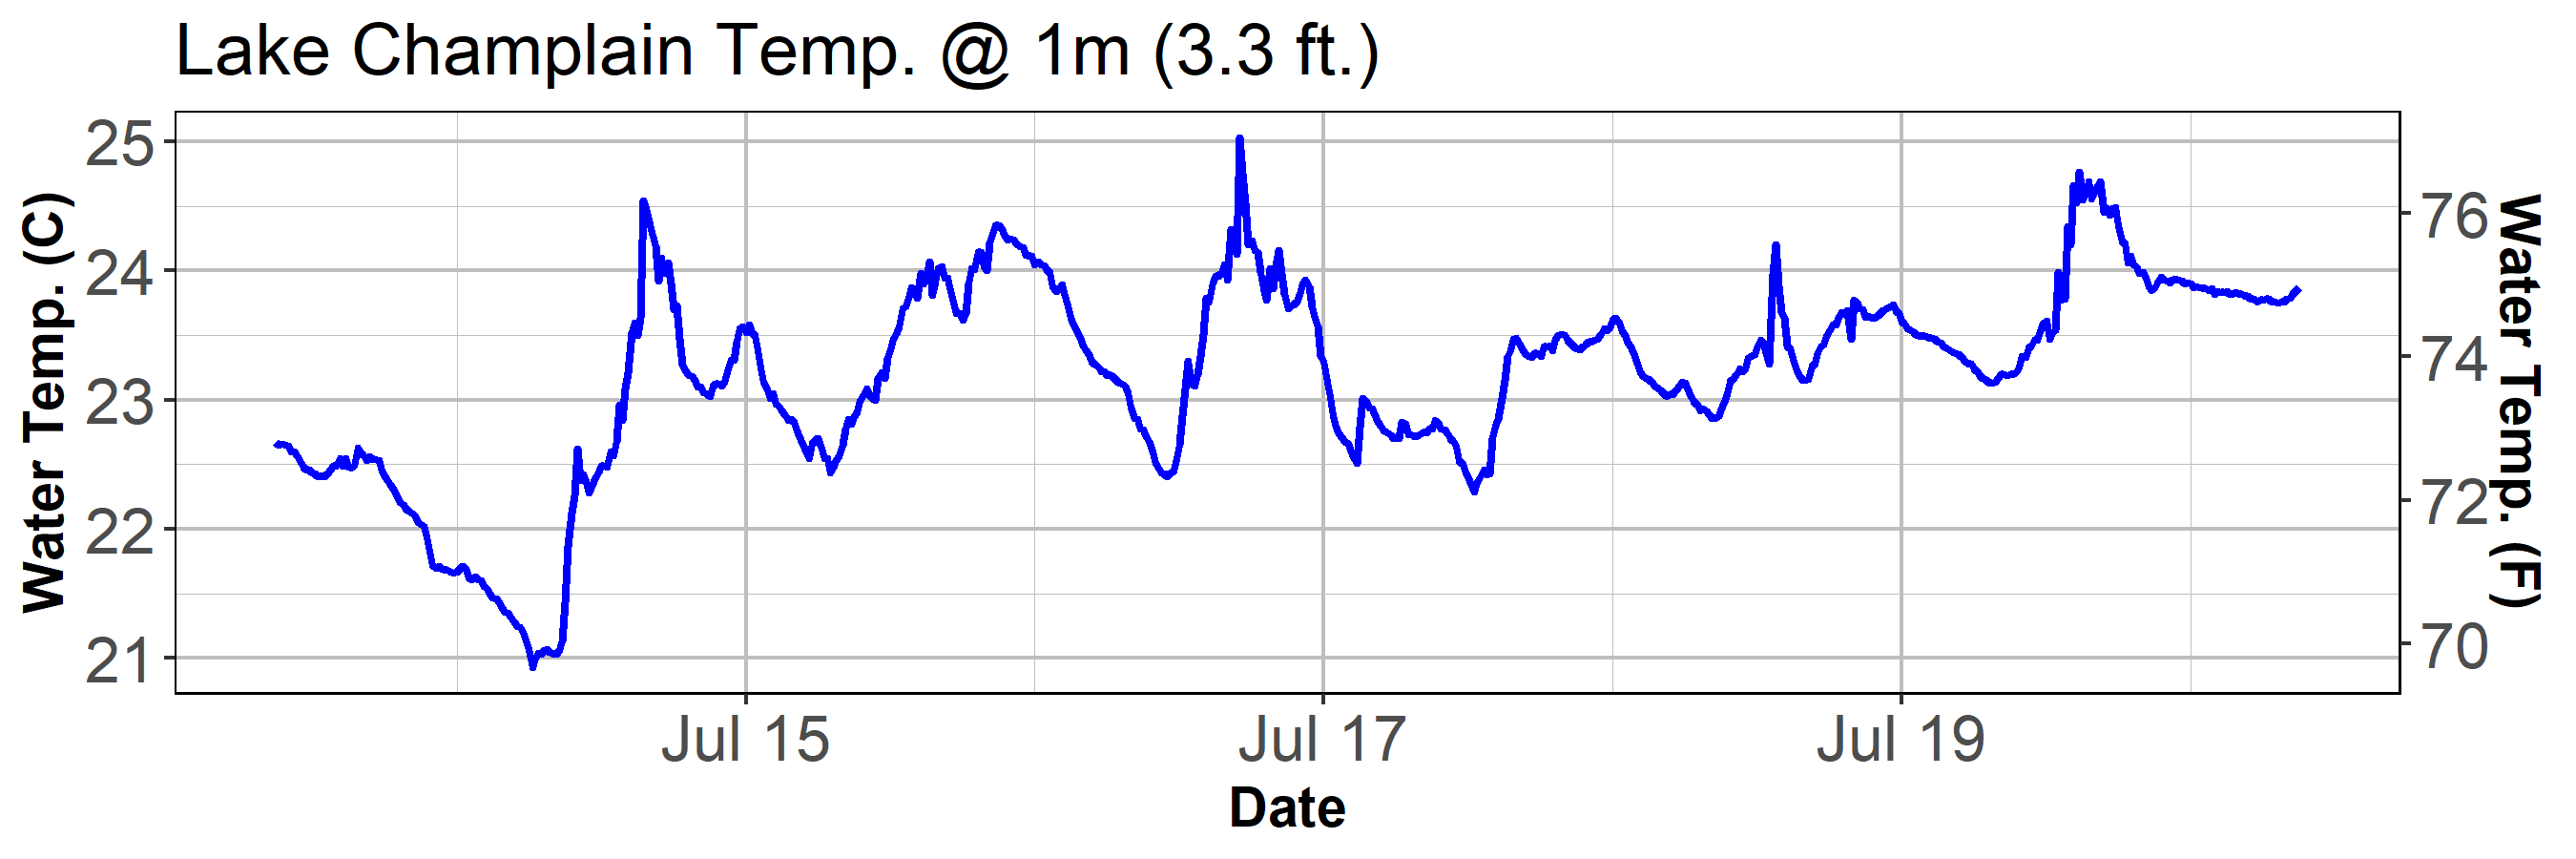 Lake Champlain Temp. @ 1m (3.3 ft.)
Water Temp. (C)
25
24
23
22
21
76
74
72
70
Water Temp. (F)
Jul 15 Jul 17 Jul 19
Date